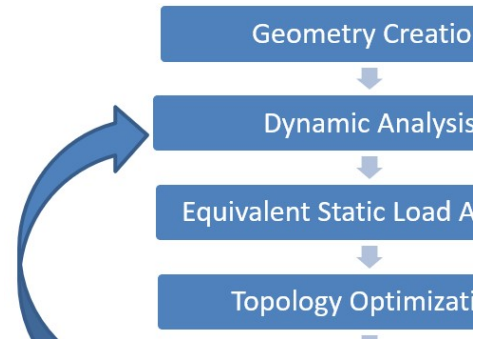 Geometry Creatio
Dynamic Analysis
Equivalent Static Load A
Topology Optimizati